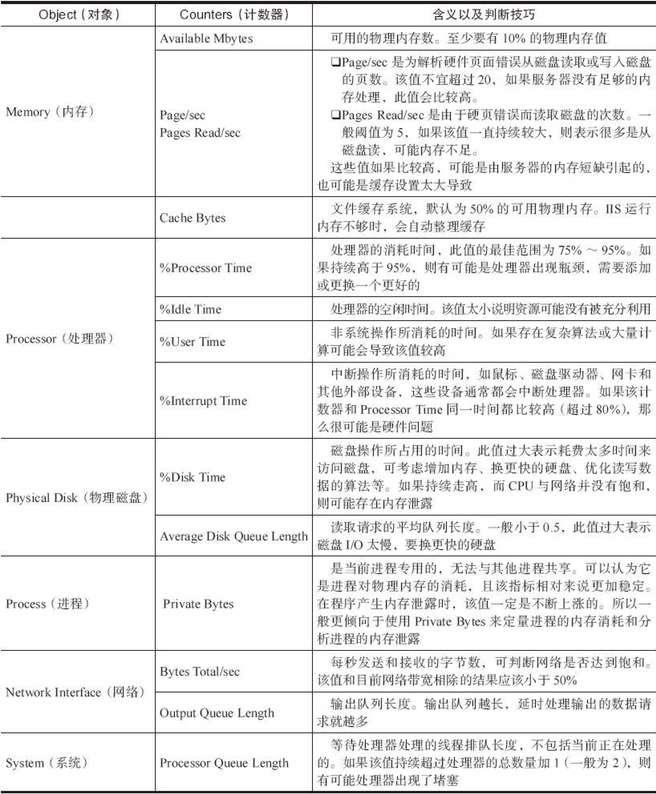 Object（对象）
Counters（计数器）
含义以及判断技巧
Memory（内存）
Available Mbytes
可用的物理内存数。至少要有 10% 的物理内存值
Page/sec
Pages Read/sec
❑Page/sec 是为解析硬件页面错误从磁盘读取或写入磁盘
的页数。该值不宜超过 20，如果服务器没有足够的内
存处理，此值会比较高。
❑Pages Read/sec 是由于硬页错误而读取磁盘的次数。一
般阈值为 5，如果该值一直持续较大，则表示很多是从
磁盘读，可能内存不足。
这些值如果比较高，可能是由服务器的内存短缺引起的，
也可能是缓存设置太大导致
Cache Bytes
文件缓存系统，默认为 50% 的可用物理内存。IIS 运行
内存不够时，会自动整理缓存
Processor（处理器）
%Processor Time
处理器的消耗时间，此值的最佳范围为 75% ～ 95%。如
果持续高于 95%，则有可能是处理器出现瓶颈，需要添加
或更换一个更好的
%Idle Time
处理器的空闲时间。该值太小说明资源可能没有被充分利用
%User Time
非系统操作所消耗的时间。如果存在复杂算法或大量计
算可能会导致该值较高
%Interrupt Time
中断操作所消耗的时间，如鼠标、磁盘驱动器、网卡和
其他外部设备，这些设备通常都会中断处理器。如果该计
数器和 Processor Time 同一时间都比较高（超过 80%），那
么很可能是硬件问题
Physical Disk（物理磁盘）
%Disk Time
磁盘操作所占用的时间。此值过大表示耗费太多时间来
访问磁盘，可考虑增加内存、换更快的硬盘、优化读写数
据的算法等。如果持续走高，而 CPU 与网络并没有饱和，
则可能存在内存泄露
Average Disk Queue Length
读取请求的平均队列长度。一般小于 0.5，此值过大表示
磁盘 I/O 太慢，要换更快的硬盘
Process（进程）
Private Bytes
是当前进程专用的，无法与其他进程共享。可以认为它
是进程对物理内存的消耗，且该指标相对来说更加稳定。
在程序产生内存泄露时，该值一定是不断上涨的。所以一
般更倾向于使用 Private Bytes 来定量进程的内存消耗和分
析进程的内存泄露
Network Interface（网络）
Bytes Total/sec
每秒发送和接收的字节数，可判断网络是否达到饱和。
该值和目前网络带宽相除的结果应该小于 50%
Output Queue Length
输出队列长度。输出队列越长，延时处理输出的数据请
求就越多
System（系统）
Processor Queue Length
等待处理器处理的线程排队长度，不包括当前正在处理
的。如果该值持续超过处理器的总数量加 1（一般为 2），则
有可能处理器出现了堵塞